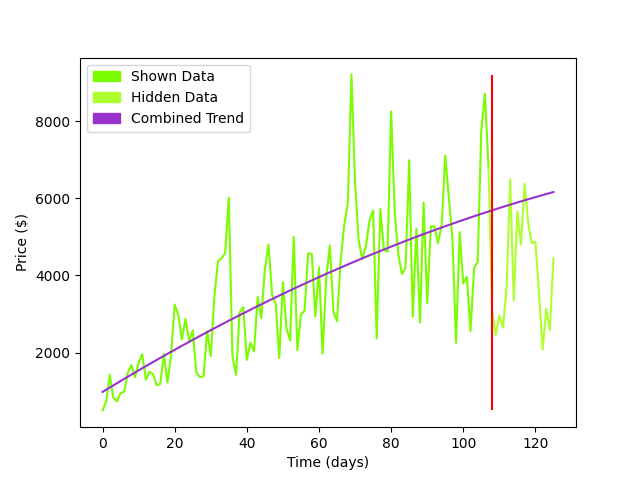 Shown Data
Hidden Data
Combined Trend
8000
6000
4000
2000
Price ($)
0 20 40 60 80 100 120
Time (days)